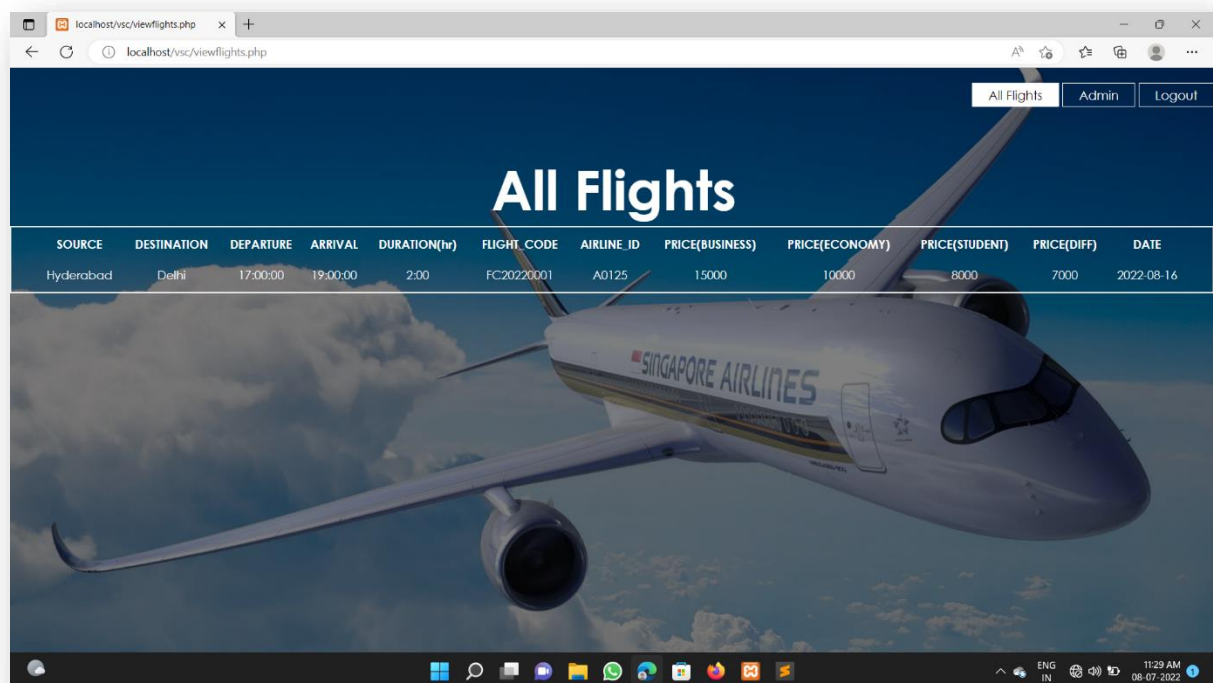 localhost/vsc/viewflights.php
localhost/vsc/viewflights.php
All Flights Admin Logout
All Flights
SOURCE DESTINATION DEPARTURE ARRIVAL DURATION(hr) FLIGHT_CODE AIRLINE_ID PRICE(BUSINESS) PRICE(ECONOMY) PRICE(STUDENT) PRICE(DIFF) DATE
Hyderabad Delhi 17:00:00 19:00:00 2:00 FC20220001 A0125 15000 10000 8000 7000 2022-08-16
SINGAPORE AIRLINES
ENG 11:29 AM
IN 08-07-2022 1